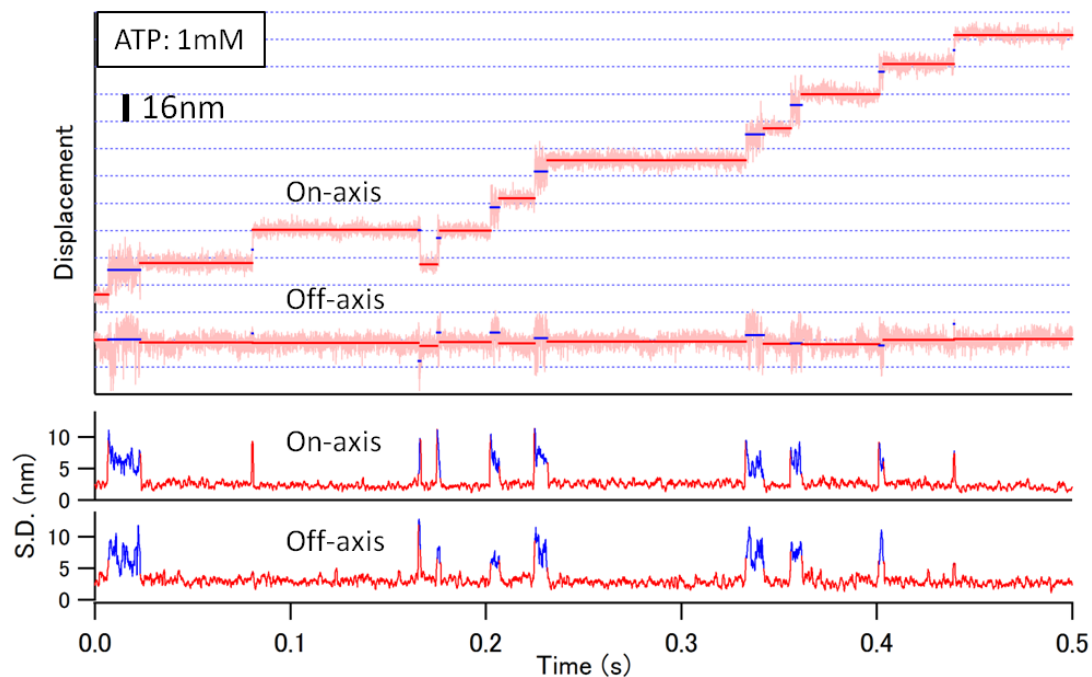 ATP: 1mM
16nm
Displacement
On-axis
Off-axis
S.D. (nm)
10
5
0
On-axis
10
5
0
Off-axis
0.0 0.1 0.2 0.3 0.4 0.5
Time (s)